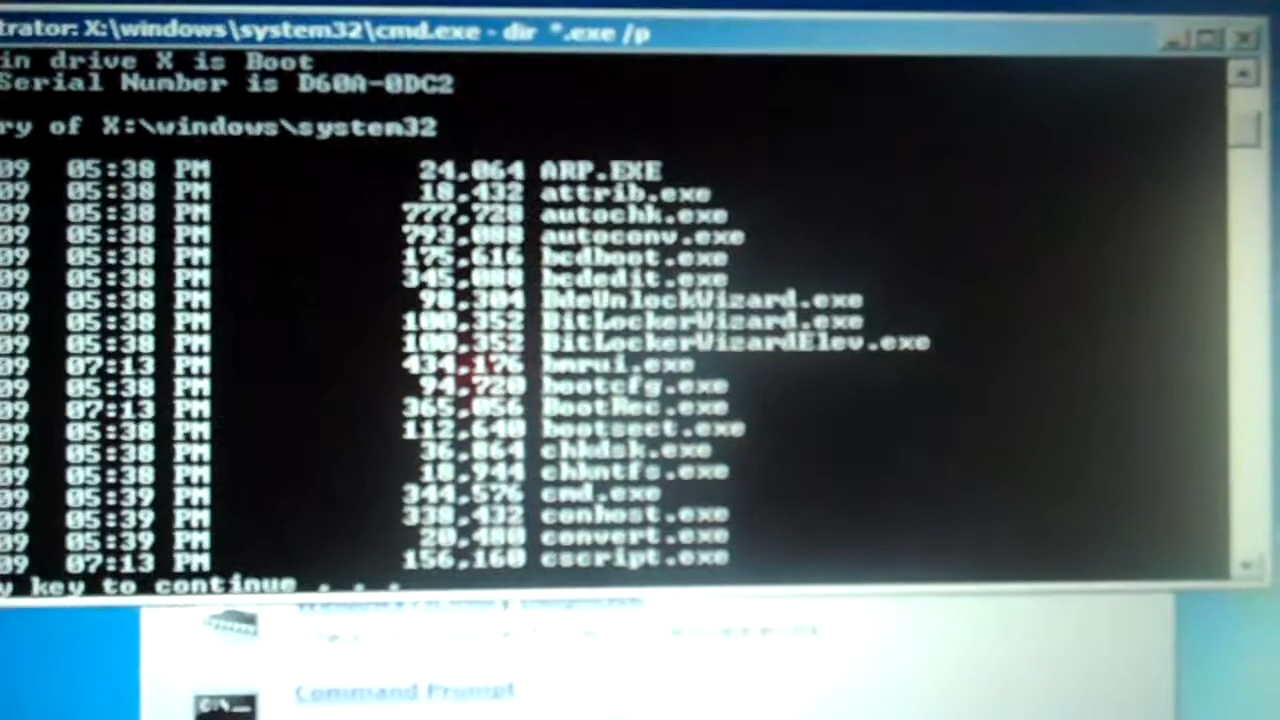 trator: X:\windows\system32\cmd.exe - dir *.exe /p
in drive X is Boot
Serial Number is D60A-0DC2
ry of X:\windows\system32
09 05:38 PM 24,064 ARP.EXE
09 05:38 PM 18,432 attrib.exe
09 05:38 PM 777,728 autochk.exe
09 05:38 PM 793,088 autoconv.exe
09 05:38 PM 175,616 bcdboot.exe
09 05:38 PM 345,088 bcdedit.exe
09 05:38 PM 98,304 BdeUnlockWizard.exe
09 05:38 PM 100,352 BitLockerWizard.exe
09 05:38 PM 100,352 BitLockerWizardElev.exe
09 07:13 PM 434,176 bmrui.exe
09 05:38 PM 94,720 bootcfg.exe
09 07:13 PM 365,056 BootRec.exe
09 05:38 PM 112,640 bootsect.exe
09 05:38 PM 36,864 chkdsk.exe
09 05:38 PM 18,944 chkntfs.exe
09 05:39 PM 344,576 cmd.exe
09 05:39 PM 338,432 conhost.exe
09 05:39 PM 20,480 convert.exe
09 07:13 PM 156,160 cscript.exe
y key to continue . . .
C:\_
Command Prompt